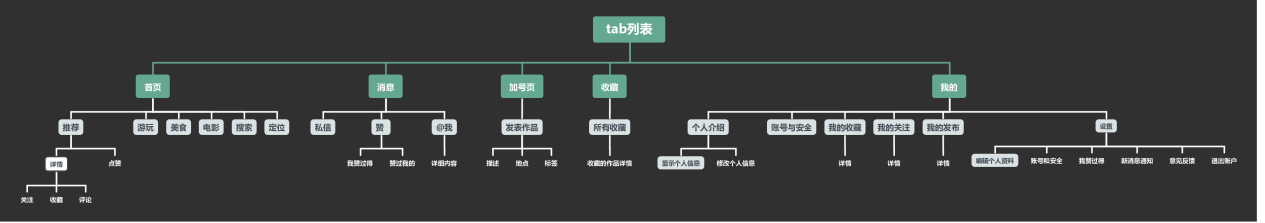 tab列表
首页
消息
加号页
收藏
我的
推荐
游玩
美食
电影
搜索
定位
私信
赞
@我
发表作品
所有收藏
个人介绍
账号与安全
我的收藏
我的关注
我的发布
设置
详情
点赞
我赞过得
赞过我的
详细内容
描述
地点
标签
收藏的作品详情
显示个人信息
修改个人信息
详情
详情
详情
编辑个人资料
账号和安全
我赞过得
新消息通知
意见反馈
退出账户
关注
收藏
评论